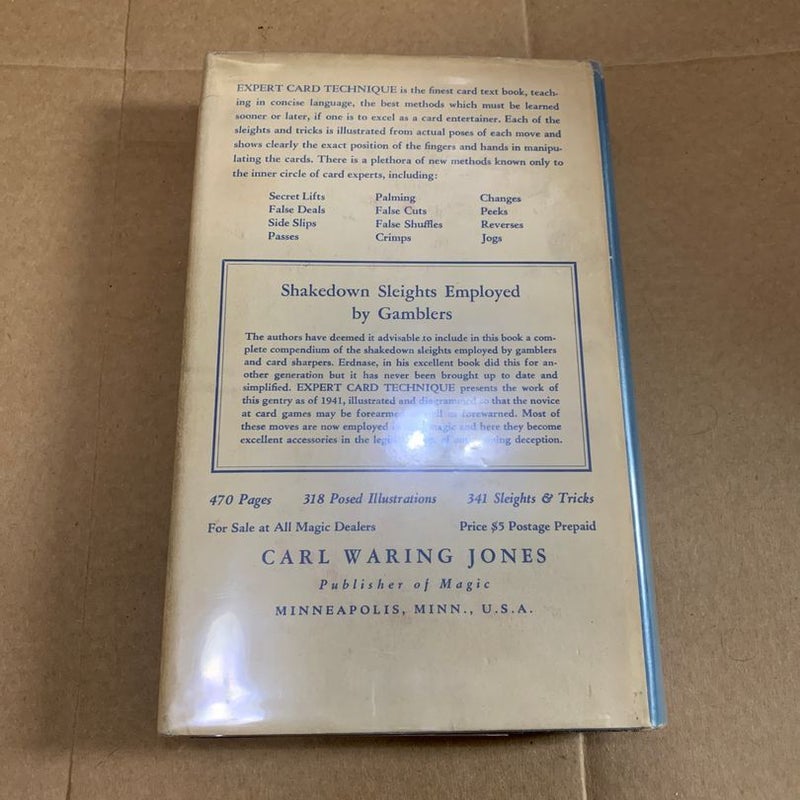 EXPERT CARD TECHNIQUE is the finest card text book, teach-
ing in concise language, the best methods which must be learned
sooner or later, if one is to excel as a card entertainer. Each of the
sleights and tricks is illustrated from actual poses of each move and
shows clearly the exact position of the fingers and hands in manipu-
lating the cards. There is a plethora of new methods known only to
the inner circle of card experts, including:
Secret Lifts Palming Changes
False Deals False Cuts Peeks
Side Slips False Shuffles Reverses
Passes Crimps Jogs
Shakedown Sleights Employed
by Gamblers
The authors have deemed it advisable to include in this book a com-
plete compendium of the shakedown sleights employed by gamblers
and card sharpers. Erdnase, in his excellent book did this for an-
other generation but it has never been brought up to date and
simplified. EXPERT CARD TECHNIQUE presents the work of
this gentry as of 1941, illustrated and diagrammed so that the novice
at card games may be forearmed as well as forewarned. Most of
these moves are now employed magic and here they become
excellent accessories in the deception.
470 Pages 318 Posed Illustrations 341 Sleights & Tricks
For Sale at All Magic Dealers Price $5 Postage Prepaid
CARL WARING JONES
Publisher of Magic
MINNEAPOLIS, MINN., U.S.A.